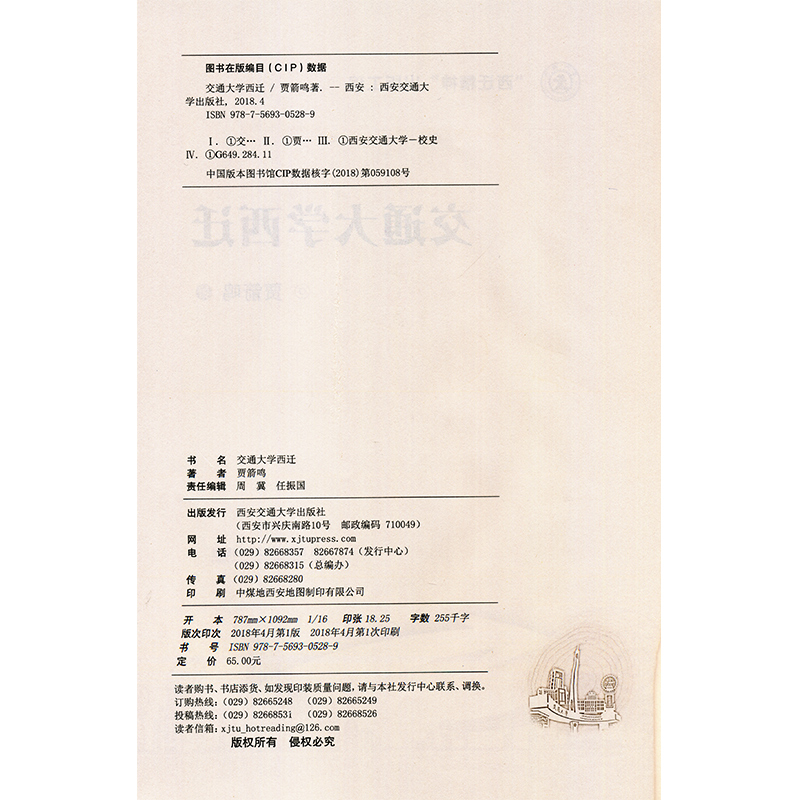 图书在版编目(CIP)数据
交通大学西迁 / 贾箭鸣著. -- 西安 : 西安交通大
学出版社, 2018.4
ISBN 978-7-5693-0528-9
Ⅰ. ①交… Ⅱ. ①贾… Ⅲ. ①西安交通大学－校史
Ⅳ. ①G649.284.11
中国版本图书馆CIP数据核字(2018)第059108号
交通大学西迁
贾箭鸣 著
书 名 交通大学西迁
著 者 贾箭鸣
责任编辑 周 冀 任振国
出版发行 西安交通大学出版社
(西安市兴庆南路10号 邮政编码 710049)
网 址 http://www.xjtupress.com
电 话 (029)82668357 82667874(发行中心)
(029)82668315(总编办)
传 真 (029)82668280
印 刷 中煤地西安地图制印有限公司
开 本 787mm×1092mm 1/16 印张 18.25 字数 255千字
版次印次 2018年4月第1版 2018年4月第1次印刷
书 号 ISBN 978-7-5693-0528-9
定 价 65.00元
读者购书、书店添货、如发现印装质量问题,请与本社发行中心联系、调换。
订购热线:(029)82665248 (029)82665249
投稿热线:(029)82668531 (029)82668526
读者信箱:xjtu_hotreading@126.com
版权所有 侵权必究